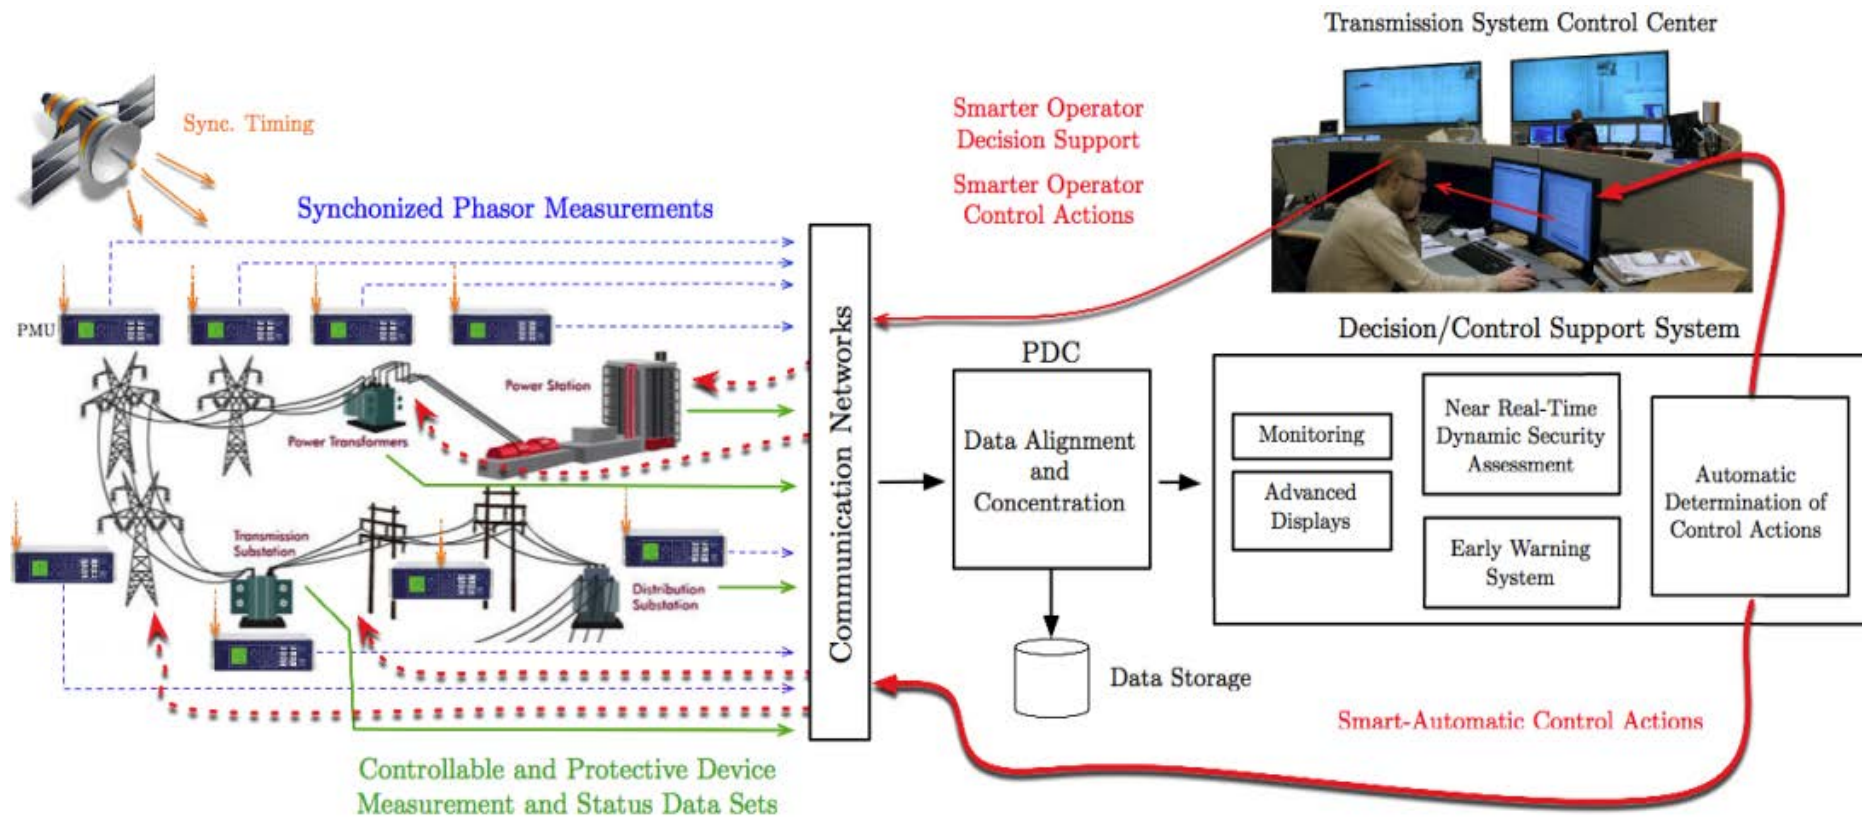 Transmission System Control Center
Sync. Timing
Smarter Operator
Decision Support
Smarter Operator
Control Actions
Synchonized Phasor Measurements
PMU
Power Station
Power Transformers
Transmission
Substation
Distribution
Substation
Communication Networks
PDC
Data Alignment
and
Concentration
Data Storage
Decision/Control Support System
Monitoring
Advanced
Displays
Near Real-Time
Dynamic Security
Assessment
Early Warning
System
Automatic
Determination of
Control Actions
Smart-Automatic Control Actions
Controllable and Protective Device
Measurement and Status Data Sets